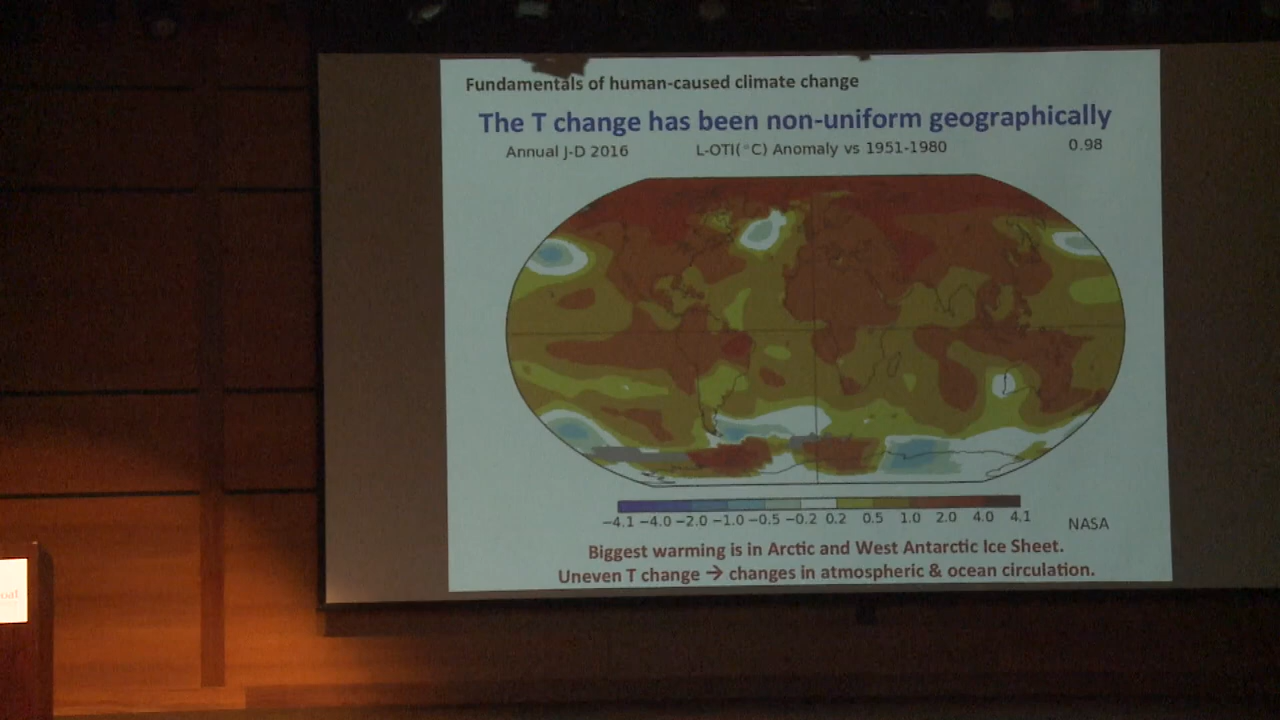 Fundamentals of human-caused climate change
The T change has been non-uniform geographically
Annual J-D 2016 L-OTI(°C) Anomaly vs 1951-1980 0.98
−4.1 −4.0 −2.0 −1.0 −0.5 −0.2 0.2 0.5 1.0 2.0 4.0 4.1
NASA
Biggest warming is in Arctic and West Antarctic Ice Sheet.
Uneven T change → changes in atmospheric & ocean circulation.